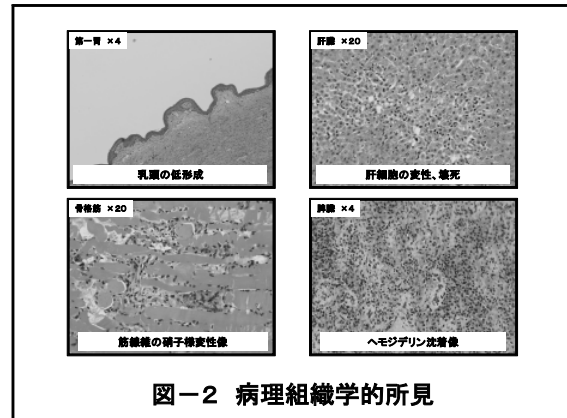 第一胃 ×4
乳頭の低形成
肝臓 ×20
肝細胞の変性、壊死
骨格筋 ×20
筋線維の硝子様変性像
脾臓 ×4
ヘモジデリン沈着像
図－2 病理組織学的所見